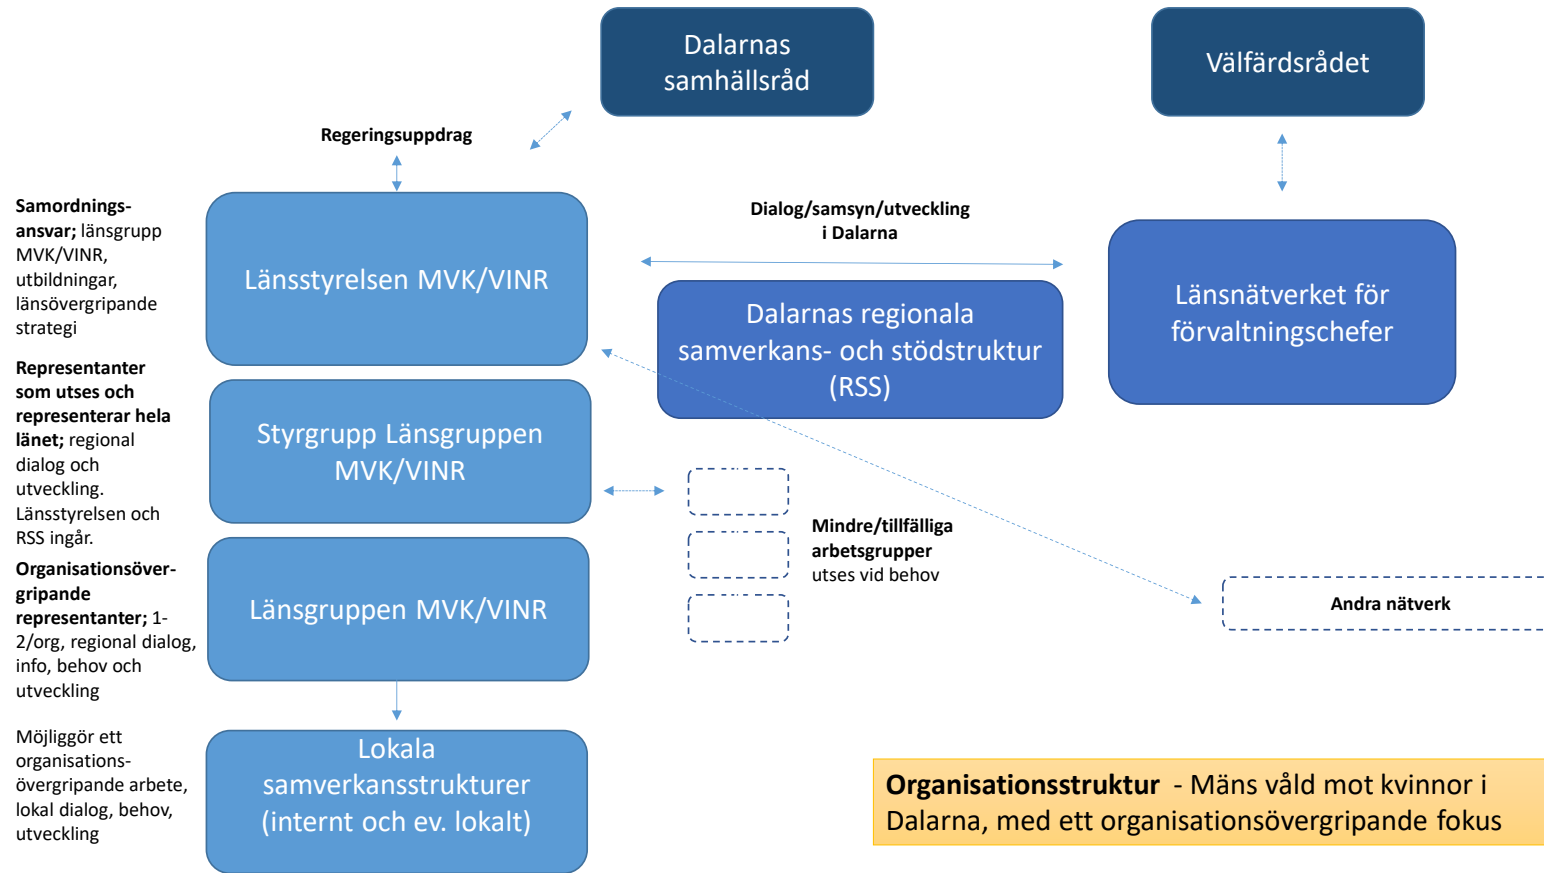 Dalarnas
samhällsråd
Välfärdsrådet
Regeringsuppdrag
Samordnings-
ansvar; länsgrupp
MVK/VINR,
utbildningar,
länsövergripande
strategi
Länsstyrelsen MVK/VINR
Dialog/samsyn/utveckling
i Dalarna
Länsnätverket för
förvaltningschefer
Dalarnas regionala
samverkans- och stödstruktur
(RSS)
Representanter
som utses och
representerar hela
länet; regional
dialog och
utveckling.
Länsstyrelsen och
RSS ingår.
Styrgrupp Länsgruppen
MVK/VINR
Mindre/tillfälliga
arbetsgrupper
utses vid behov
Organisationsöver-
gripande
representanter; 1-
2/org, regional dialog,
info, behov och
utveckling
Länsgruppen MVK/VINR
Andra nätverk
Möjliggör ett
organisations-
övergripande arbete,
lokal dialog, behov,
utveckling
Lokala
samverkansstrukturer
(internt och ev. lokalt)
Organisationsstruktur - Mäns våld mot kvinnor i
Dalarna, med ett organisationsövergripande fokus